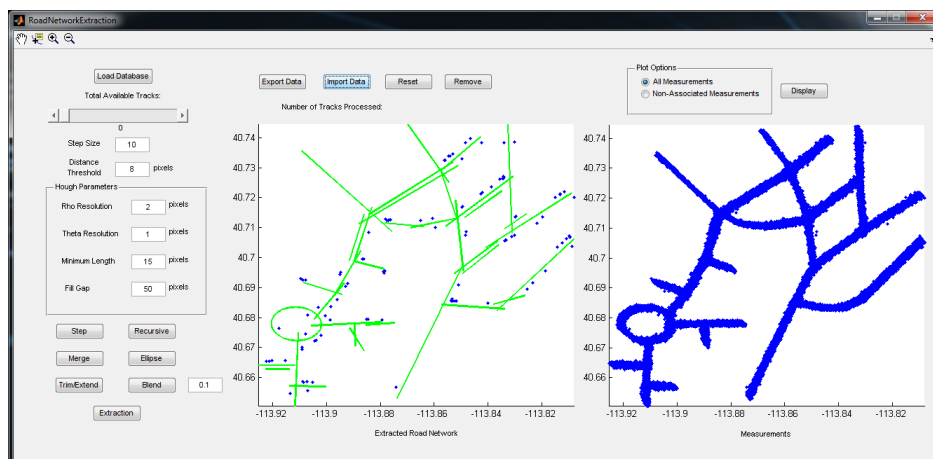 RoadNetworkExtraction
Load Database
Total Available Tracks:
0
Step Size 10
Distance Threshold 8 pixels
Hough Parameters
Rho Resolution 2 pixels
Theta Resolution 1 pixels
Minimum Length 15 pixels
Fill Gap 50 pixels
Step Recursive
Merge Ellipse
Trim/Extend Blend 0.1
Extraction
Export Data Import Data Reset Remove
Number of Tracks Processed:
Plot Options
All Measurements
Non-Associated Measurements
Display
40.74
40.73
40.72
40.71
40.7
40.69
40.68
40.67
40.66
-113.92 -113.9 -113.88 -113.86 -113.84 -113.82
Extracted Road Network
40.74
40.73
40.72
40.71
40.7
40.69
40.68
40.67
40.66
-113.92 -113.9 -113.88 -113.86 -113.84 -113.82
Measurements